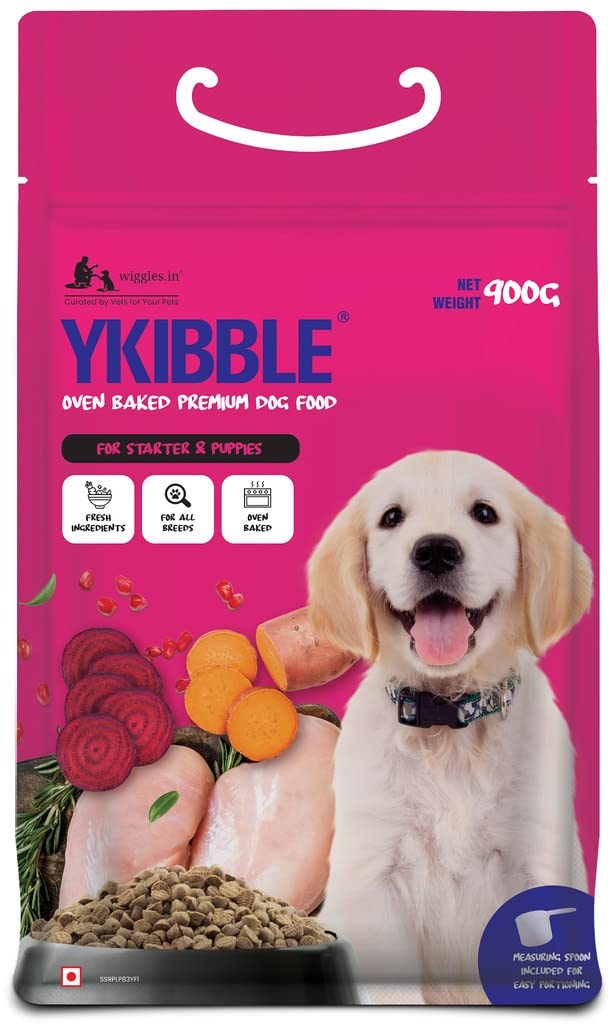 wiggles.in
Curated by Vets for Your Pets
NET
WEIGHT 900G
YKIBBLE®
OVEN BAKED PREMIUM DOG FOOD
FOR STARTER & PUPPIES
FRESH
INGREDIENTS
FOR ALL
BREEDS
OVEN
BAKED
MEASURING SPOON
INCLUDED FOR
EASY PORTIONING
SSRPLPB3YF1